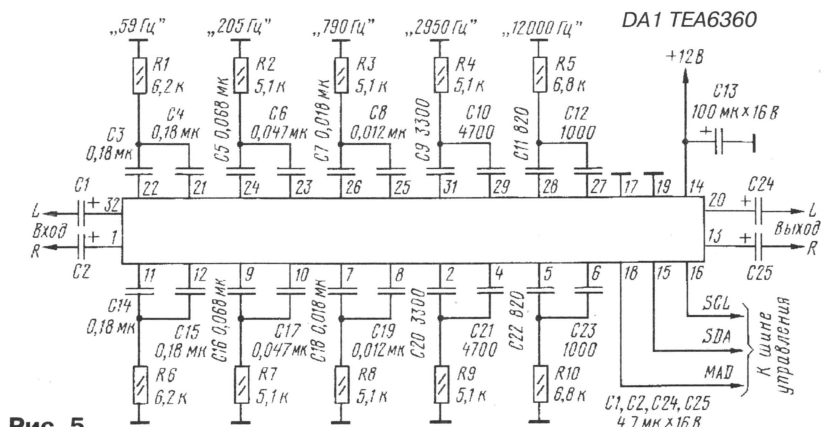 „59 Гц" „205 Гц" „790 Гц" „2950 Гц" „12000 Гц" DA1 TEA6360
+12В
R1 6,2 к
R2 5,1 к
R3 5,1 к
R4 5,1 к
R5 6,8 к
C13 100 мк × 16 В
C3 0,18 мк
C4 0,18 мк
C5 0,068 мк
C6 0,047 мк
C7 0,018 мк
C8 0,012 мк
C9 3300
C10 4700
C11 820
C12 1000
22 21 24 23 26 25 31 29 28 27 17 19 14
C1 + 32
L
Вход
R
+ 1
C2
20 + C24
L
Выход
R
13 + C25
11 12 9 10 7 8 2 4 5 6 18 15 16
C14 0,18 мк
C15 0,18 мк
C16 0,068 мк
C17 0,047 мк
C18 0,018 мк
C19 0,012 мк
C20 3300
C21 4700
C22 820
C23 1000
SCL
SDA
MAD
К шине
управления
R6 6,2 к
R7 5,1 к
R8 5,1 к
R9 5,1 к
R10 6,8 к
C1, C2, C24, C25
4,7 мк × 16 В
Рис. 5